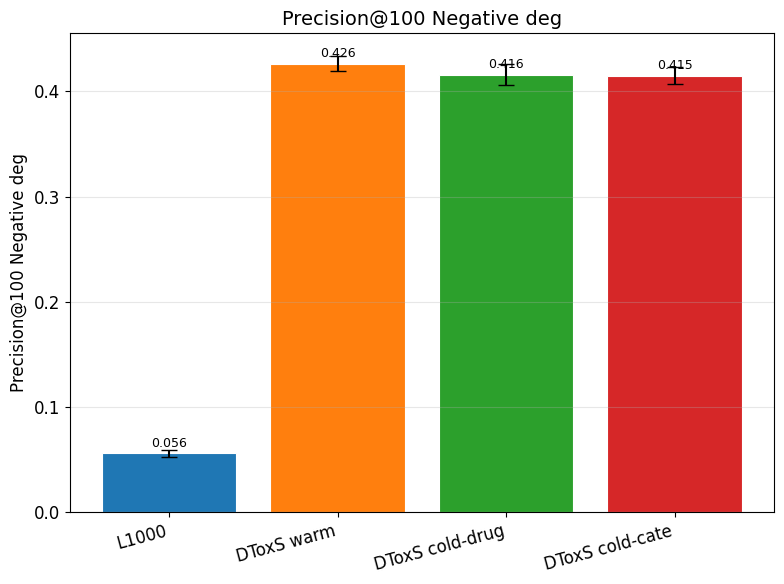 Precision@100 Negative deg
Precision@100 Negative deg
0.4
0.3
0.2
0.1
0.0
0.056
0.426
0.416
0.415
L1000
DToxS warm
DToxS cold-drug
DToxS cold-cate